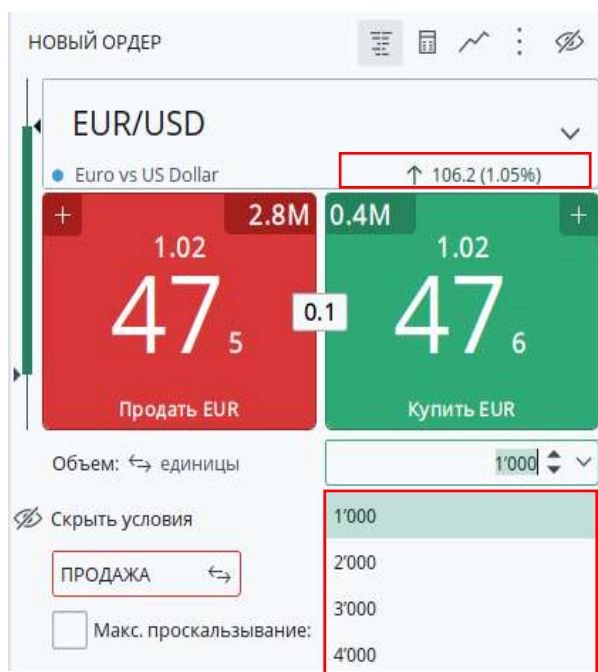 НОВЫЙ ОРДЕР
EUR/USD
Euro vs US Dollar ↑ 106.2 (1.05%)
+ 2.8M 0.4M +
1.02 1.02
47 5 0.1 47 6
Продать EUR Купить EUR
Объем: ⇆ единицы 1’000
Скрыть условия 1’000
2’000
ПРОДАЖА ⇆ 3’000
Макс. проскальзывание: 4’000